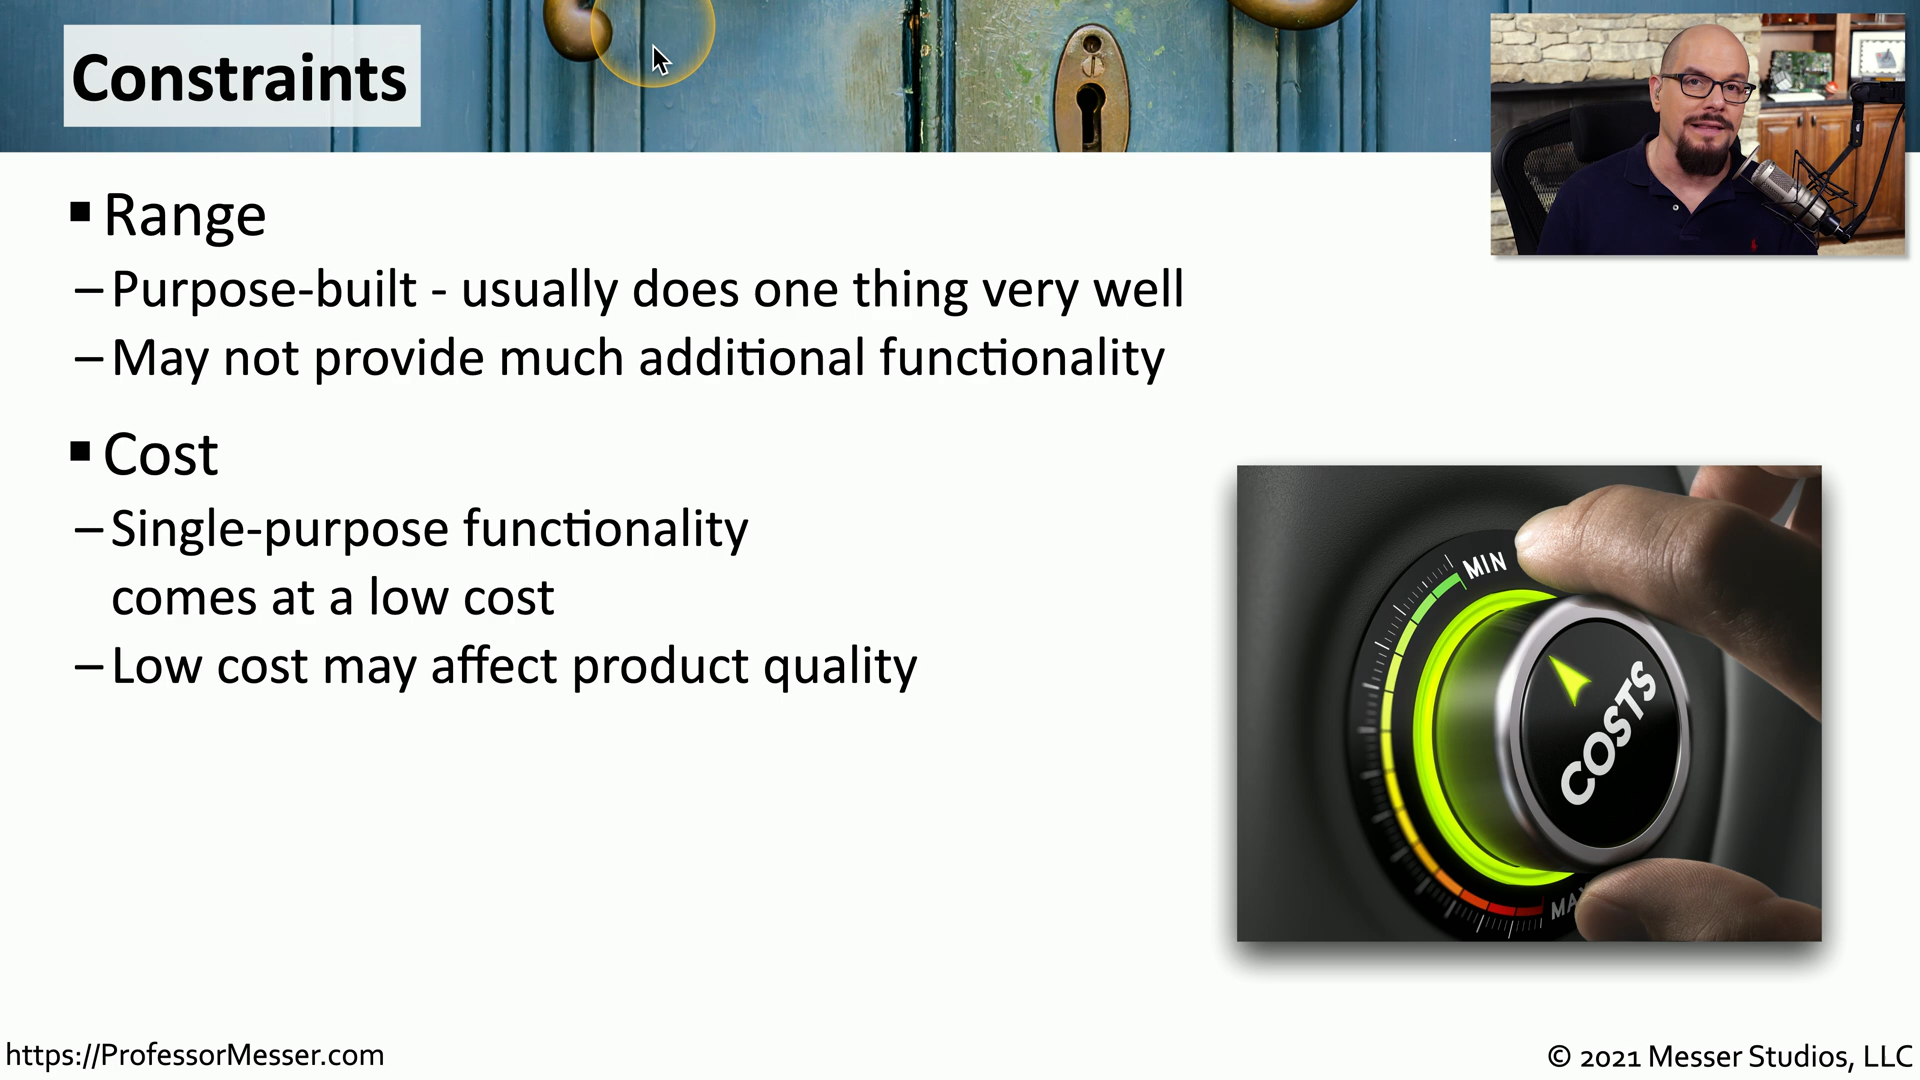 Constraints
▪ Range
– Purpose-built - usually does one thing very well
– May not provide much additional functionality
▪ Cost
– Single-purpose functionality
comes at a low cost
– Low cost may affect product quality
MIN
COSTS
https://ProfessorMesser.com
© 2021 Messer Studios, LLC